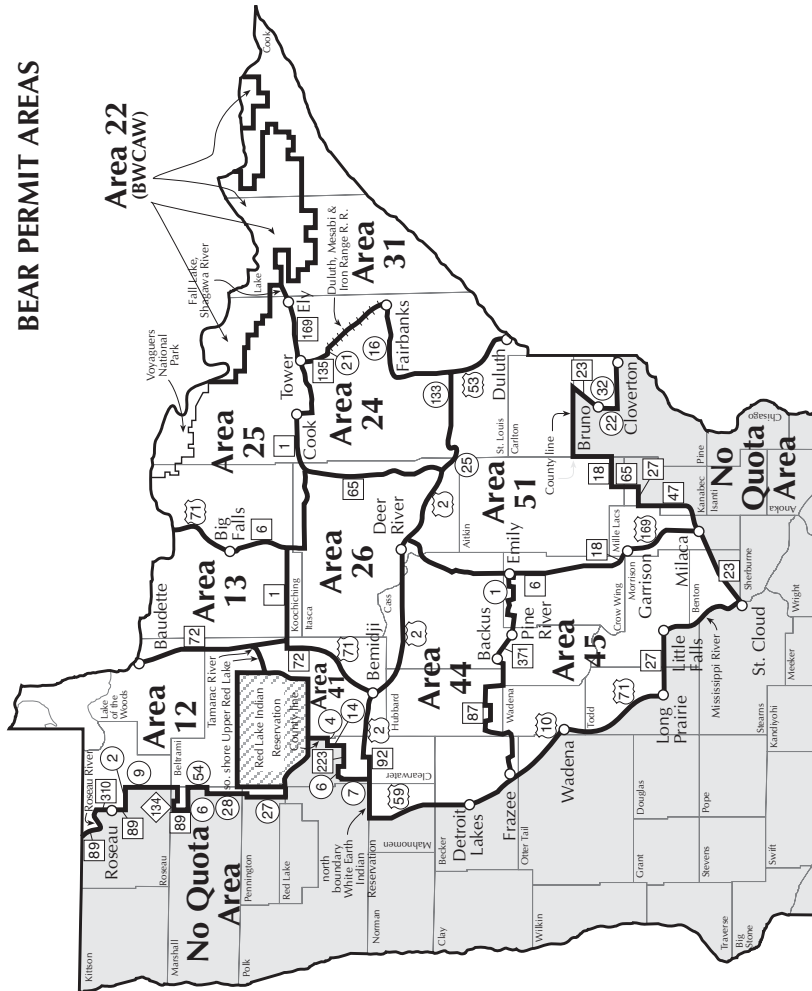 BEAR PERMIT AREAS
Area 22
(BWCAW)
Cook
Fall Lake,
Shagawa River
Lake
Voyaguers
National
Park
Duluth, Mesabi &
Iron Range R. R.
Area
31
Ely
169
Tower
135
21
16
Fairbanks
Area
25
Area
24
1
Cook
133
53
Duluth
71
Big
Falls
6
65
Deer
River
2
25
St. Louis
Carlton
County line
Bruno
23
32
22
Cloverton
Area
51
Aitkin
18
65
27
47
Pine
Kanabec
Isanti
Chisago
Anoka
No
Quota
Area
Baudette
Area
13
1
Koochiching
Itasca
Area
26
Cass
72
72
71
Bemidji
2
Emily
1
6
18
Mille Lacs
169
Garrison
Milaca
23
Sherburne
Backus
Pine
River
371
Crow Wing
Morrison
Benton
Area
44
Area
45
Little
Falls
27
Mississippi River
St. Cloud
Wright
Meeker
Lake
of the
Woods
Area
12
Tamarac River
so. shore Upper Red Lake
Red Lake Indian
Reservation
County line
Area
41
4
14
223
6
7
2
92
Hubbard
Wadena
87
10
Todd
71
Long
Prairie
Stearns
Kandiyohi
Roseau River
310
2
9
89
89
134
89
Roseau
Beltrami
54
6
28
27
Clearwater
59
north
boundary
White Earth
Indian
Reservation
Mahnomen
Becker
Detroit
Lakes
Frazee
Wadena
Otter Tail
Douglas
Pope
Kittson
Roseau
Marshall
No Quota
Area
Pennington
Red Lake
Polk
Norman
Clay
Wilkin
Grant
Stevens
Swift
Traverse
Big
Stone